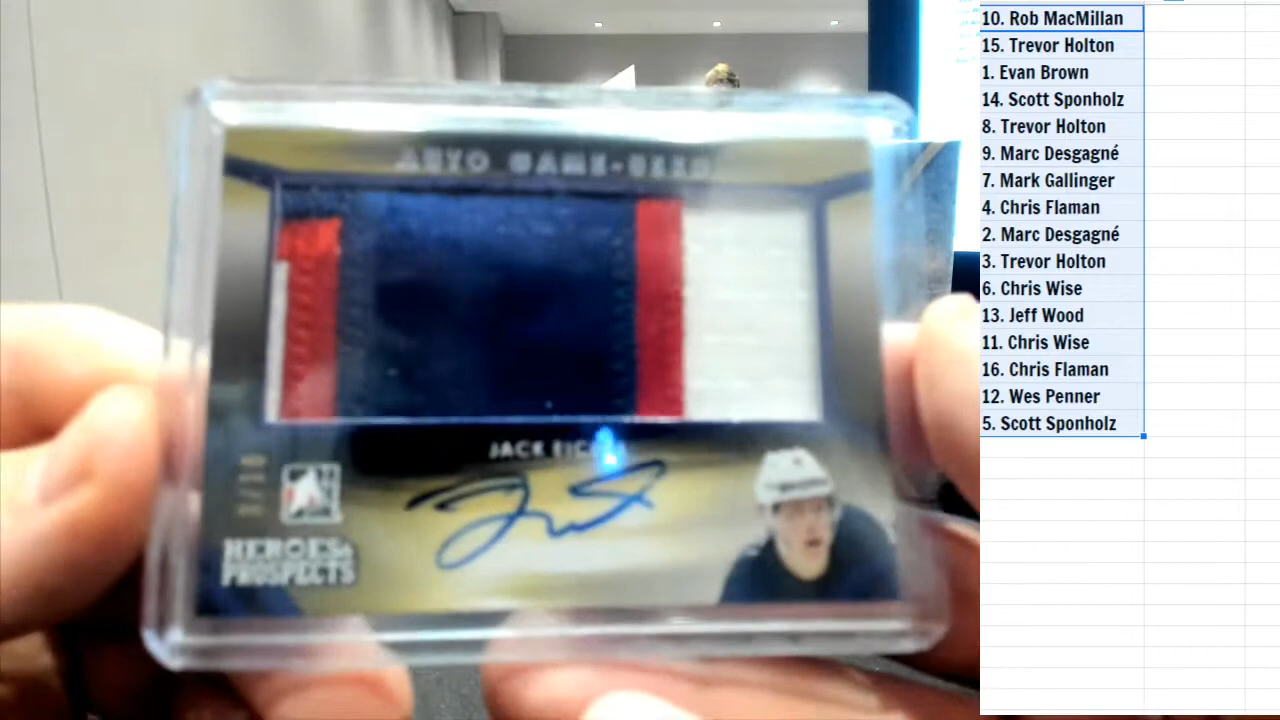 AUTO GAME-USED
JACK
HEROES &
PROSPECTS
10. Rob MacMillan
15. Trevor Holton
1. Evan Brown
14. Scott Sponholz
8. Trevor Holton
9. Marc Desgagné
7. Mark Gallinger
4. Chris Flaman
2. Marc Desgagné
3. Trevor Holton
6. Chris Wise
13. Jeff Wood
11. Chris Wise
16. Chris Flaman
12. Wes Penner
5. Scott Sponholz